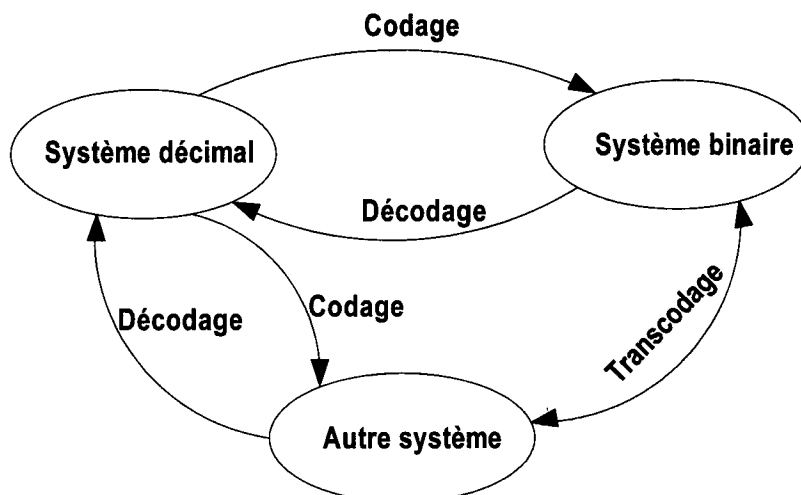 Codage
Système décimal
Système binaire
Décodage
Décodage
Codage
Transcodage
Autre système